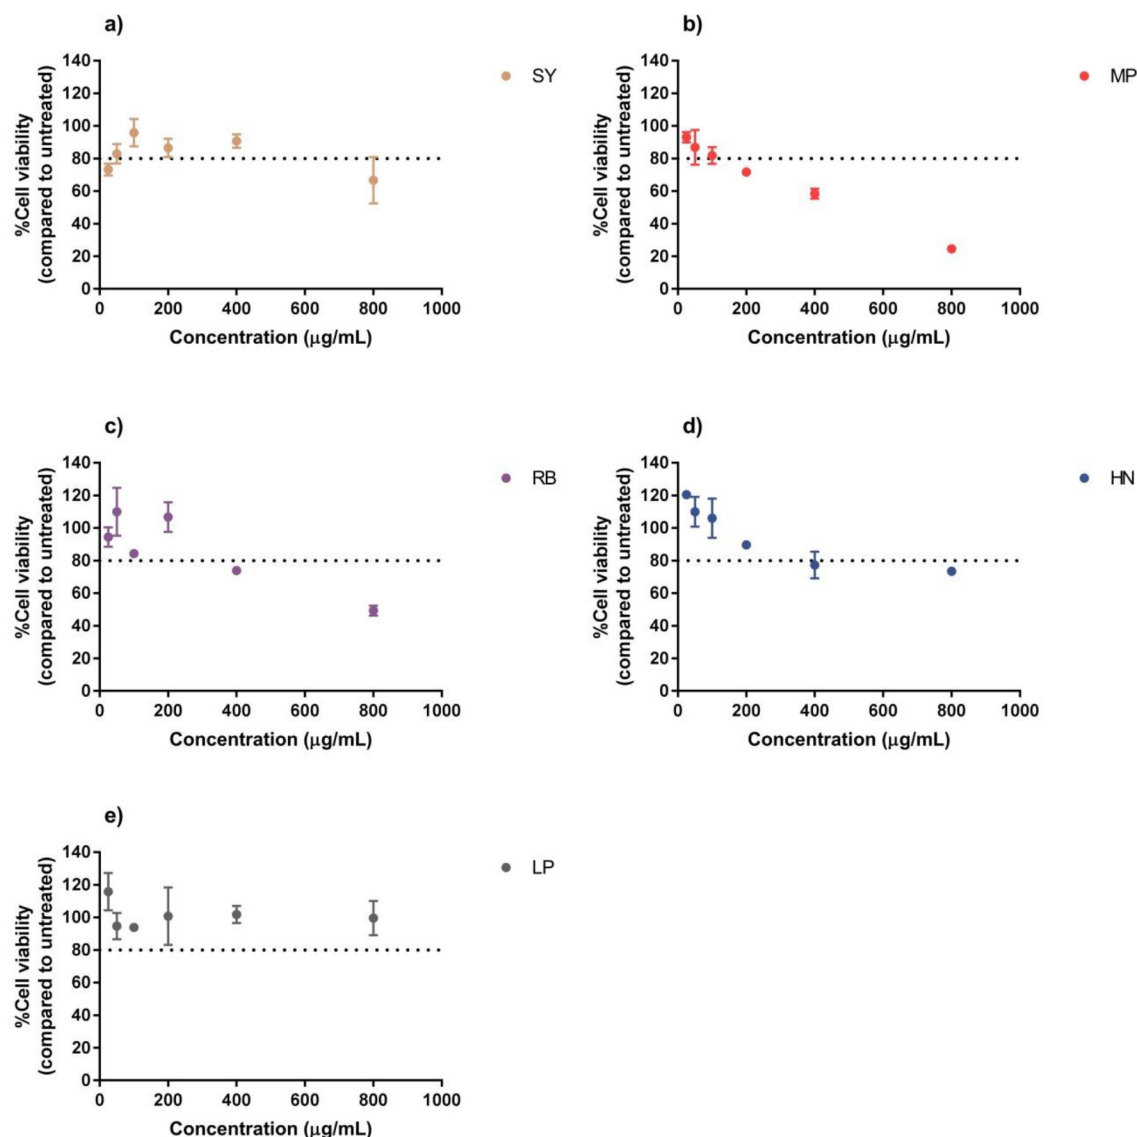 a)
SY
140
120
100
80
60
40
20
0
%Cell viability
(compared to untreated)
0 200 400 600 800 1000
Concentration (μg/mL)
b)
MP
140
120
100
80
60
40
20
0
%Cell viability
(compared to untreated)
0 200 400 600 800 1000
Concentration (μg/mL)
c)
RB
140
120
100
80
60
40
20
0
%Cell viability
(compared to untreated)
0 200 400 600 800 1000
Concentration (μg/mL)
d)
HN
140
120
100
80
60
40
20
0
%Cell viability
(compared to untreated)
0 200 400 600 800 1000
Concentration (μg/mL)
e)
LP
140
120
100
80
60
40
20
0
%Cell viability
(compared to untreated)
0 200 400 600 800 1000
Concentration (μg/mL)